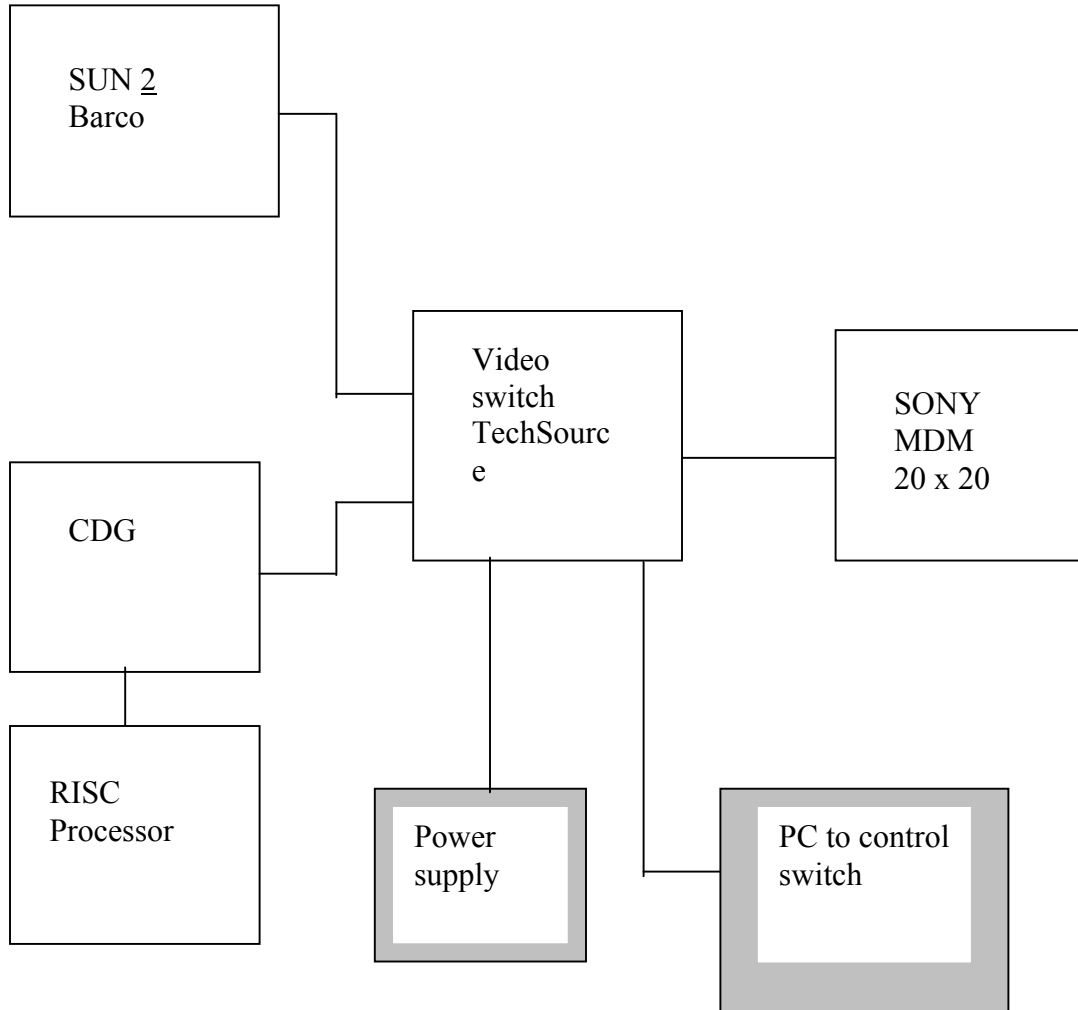 SUN 2
Barco
Video
switch
TechSourc
e
SONY
MDM
20 x 20
CDG
RISC
Processor
Power
supply
PC to control
switch